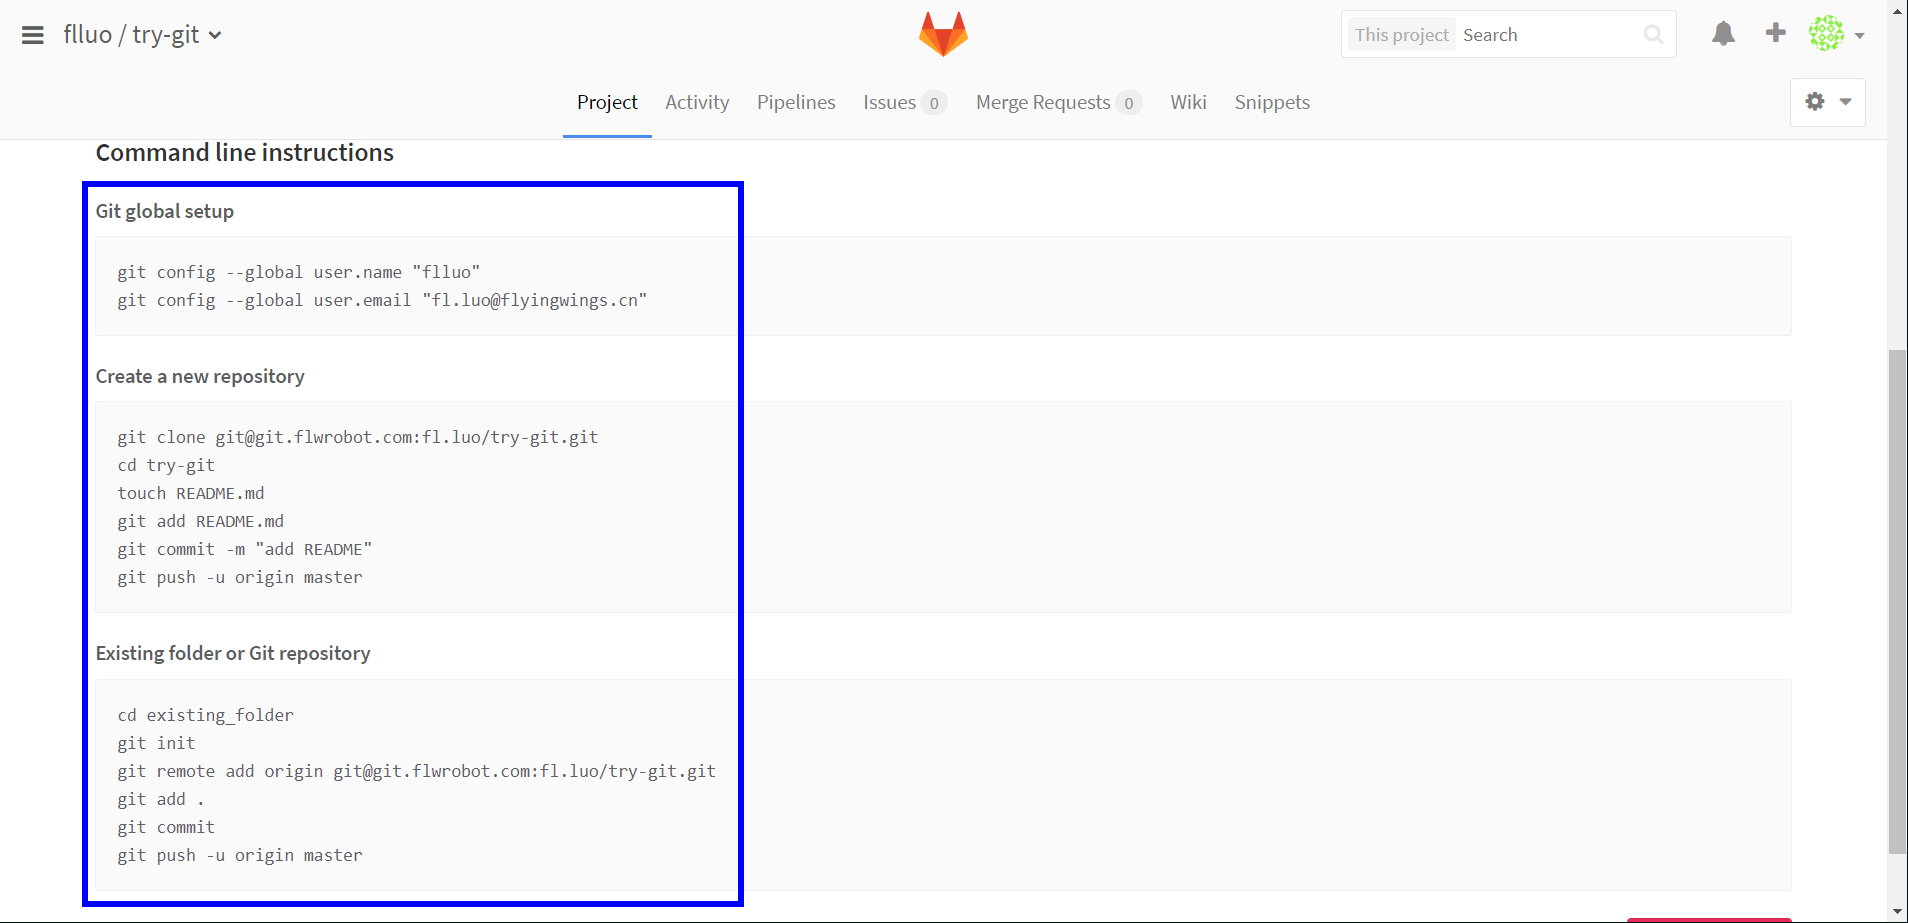 flluo / try-git
This project Search
Project Activity Pipelines Issues 0 Merge Requests 0 Wiki Snippets
Command line instructions
Git global setup
git config --global user.name "flluo"
git config --global user.email "fl.luo@flyingwings.cn"
Create a new repository
git clone git@git.flwrobot.com:fl.luo/try-git.git
cd try-git
touch README.md
git add README.md
git commit -m "add README"
git push -u origin master
Existing folder or Git repository
cd existing_folder
git init
git remote add origin git@git.flwrobot.com:fl.luo/try-git.git
git add .
git commit
git push -u origin master